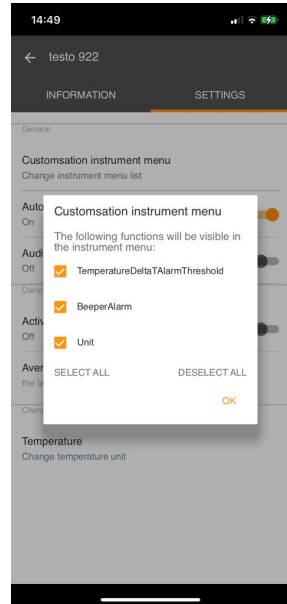 14:49
testo 922
INFORMATION
SETTINGS
General
Customsation instrument menu
Change instrument menu list
Auto
On
Customsation instrument menu
The following functions will be visible in
the instrument menu:
TemperatureDeltaTAlarmThreshold
BeeperAlarm
Unit
SELECT ALL
DESELECT ALL
OK
Audi
Off
Damp
Activ
Off
Aver
the la
Chang
Temperature
Change temperature unit